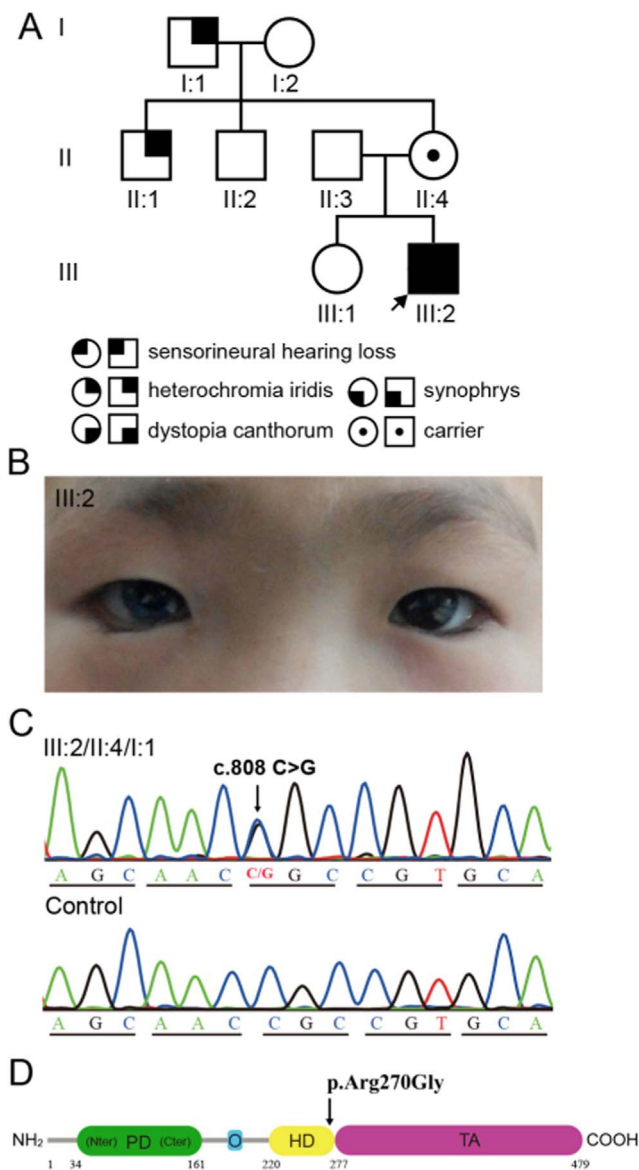 A
I
I:1 I:2
II
II:1 II:2 II:3 II:4
III
III:1 III:2
sensorineural hearing loss
heterochromia iridis synophrys
dystopia canthorum carrier
B
III:2
C
III:2/II:4/I:1
c.808 C>G
A G C A A C C/G G C C G T G C A
Control
A G C A A C C G C C G T G C A
D
p.Arg270Gly
NH₂ (Nter) PD (Cter) O HD TA COOH
1 34 161 220 277 479